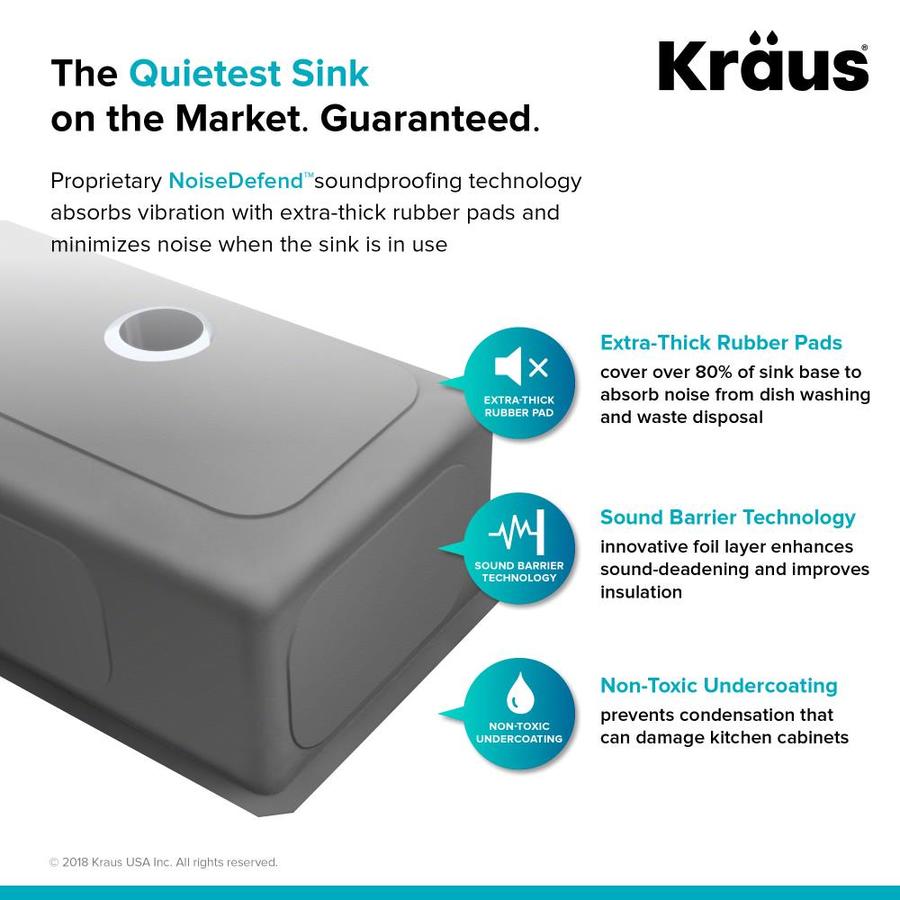 The Quietest Sink
on the Market. Guaranteed.
Kräus®
Proprietary NoiseDefend™soundproofing technology
absorbs vibration with extra-thick rubber pads and
minimizes noise when the sink is in use
EXTRA-THICK
RUBBER PAD
Extra-Thick Rubber Pads
cover over 80% of sink base to
absorb noise from dish washing
and waste disposal
SOUND BARRIER
TECHNOLOGY
Sound Barrier Technology
innovative foil layer enhances
sound-deadening and improves
insulation
NON-TOXIC
UNDERCOATING
Non-Toxic Undercoating
prevents condensation that
can damage kitchen cabinets
© 2018 Kraus USA Inc. All rights reserved.